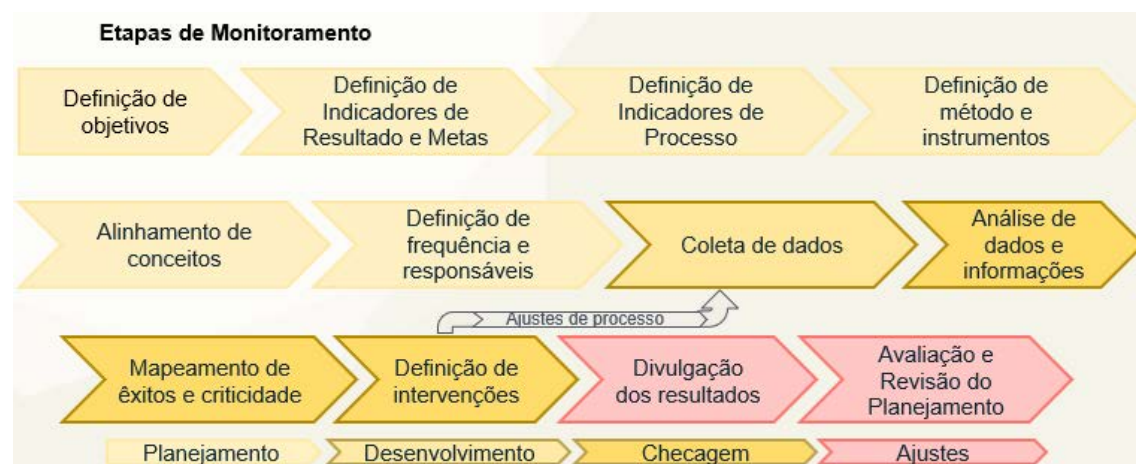 Etapas de Monitoramento
Definição de
objetivos
Definição de
Indicadores de
Resultado e Metas
Definição de
Indicadores de
Processo
Definição de
método e
instrumentos
Alinhamento de
conceitos
Definição de
frequência e
responsáveis
Coleta de dados
Análise de
dados e
informações
Ajustes de processo
Mapeamento de
êxitos e criticidade
Definição de
intervenções
Divulgação
dos resultados
Avaliação e
Revisão do
Planejamento
Planejamento
Desenvolvimento
Checagem
Ajustes